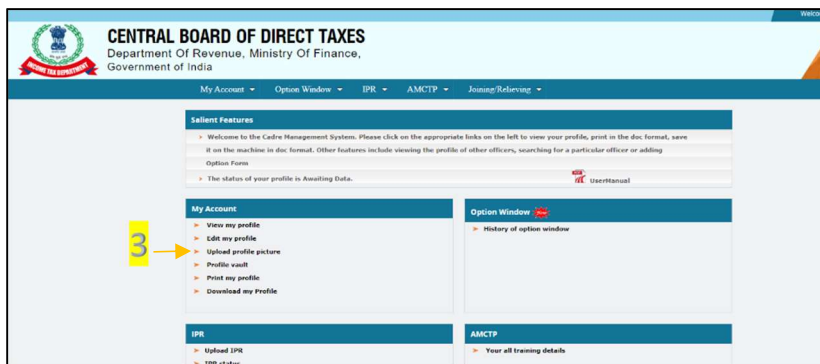 Welco
CENTRAL BOARD OF DIRECT TAXES
Department Of Revenue, Ministry Of Finance,
Government of India
INCOME TAX DEPARTMENT
My Account Option Window IPR AMCTP Joining/Relieving
Salient Features
Welcome to the Cadre Management System. Please click on the appropriate links on the left to view your profile, print in the doc format, save
it on the machine in doc format. Other features include viewing the profile of other officers, searching for a particular officer or adding
Option Form
The status of your profile is Awaiting Data.
UserManual
My Account
View my profile
Edit my profile
3
Upload profile picture
Profile vault
Print my profile
Download my Profile
Option Window
History of option window
IPR
Upload IPR
IPR status
AMCTP
Your all training details